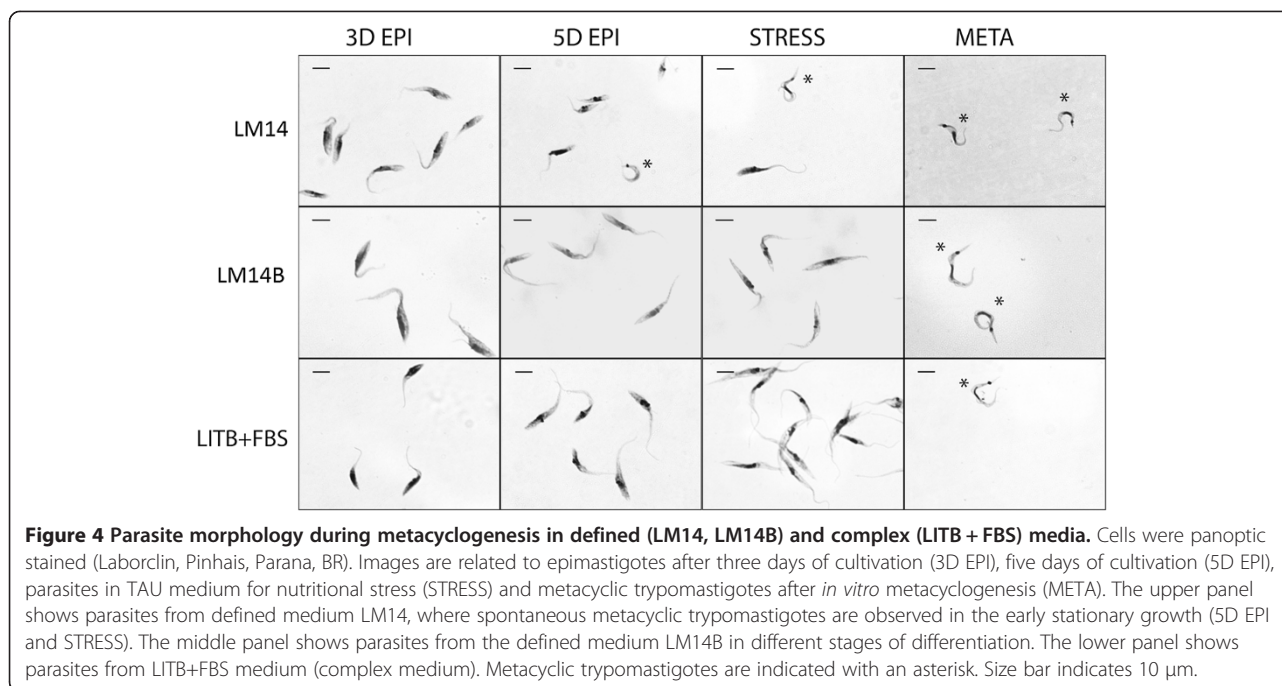 3D EPI 5D EPI STRESS META
LM14
* * * *
LM14B
* *
LITB+FBS
*
Figure 4 Parasite morphology during metacyclogenesis in defined (LM14, LM14B) and complex (LITB + FBS) media. Cells were panoptic
stained (Laborclin, Pinhais, Parana, BR). Images are related to epimastigotes after three days of cultivation (3D EPI), five days of cultivation (5D EPI),
parasites in TAU medium for nutritional stress (STRESS) and metacyclic trypomastigotes after in vitro metacyclogenesis (META). The upper panel
shows parasites from defined medium LM14, where spontaneous metacyclic trypomastigotes are observed in the early stationary growth (5D EPI
and STRESS). The middle panel shows parasites from the defined medium LM14B in different stages of differentiation. The lower panel shows
parasites from LITB+FBS medium (complex medium). Metacyclic trypomastigotes are indicated with an asterisk. Size bar indicates 10 μm.